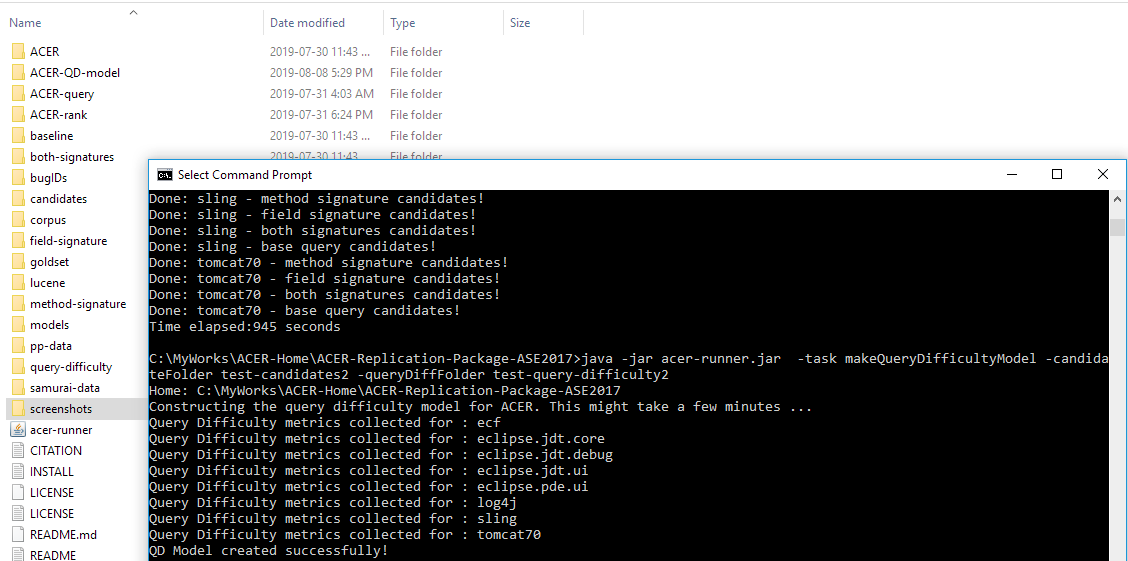 Name Date modified Type Size
ACER 2019-07-30 11:43 ... File folder
ACER-QD-model 2019-08-08 5:29 PM File folder
ACER-query 2019-07-31 4:03 AM File folder
ACER-rank 2019-07-31 6:24 PM File folder
baseline 2019-07-30 11:43 ... File folder
both-signatures 2019-07-30 11:43 File folder
bugIDs
candidates
corpus
field-signature
goldset
lucene
method-signature
models
pp-data
query-difficulty
samurai-data
screenshots
acer-runner
CITATION
INSTALL
LICENSE
LICENSE
README.md
README
C:\. Select Command Prompt
Done: sling - method signature candidates!
Done: sling - field signature candidates!
Done: sling - both signatures candidates!
Done: sling - base query candidates!
Done: tomcat70 - method signature candidates!
Done: tomcat70 - field signature candidates!
Done: tomcat70 - both signatures candidates!
Done: tomcat70 - base query candidates!
Time elapsed:945 seconds
C:\MyWorks\ACER-Home\ACER-Replication-Package-ASE2017>java -jar acer-runner.jar  -task makeQueryDifficultyModel -candida
teFolder test-candidates2 -queryDiffFolder test-query-difficulty2
Home: C:\MyWorks\ACER-Home\ACER-Replication-Package-ASE2017
Constructing the query difficulty model for ACER. This might take a few minutes ...
Query Difficulty metrics collected for : ecf
Query Difficulty metrics collected for : eclipse.jdt.core
Query Difficulty metrics collected for : eclipse.jdt.debug
Query Difficulty metrics collected for : eclipse.jdt.ui
Query Difficulty metrics collected for : eclipse.pde.ui
Query Difficulty metrics collected for : log4j
Query Difficulty metrics collected for : sling
Query Difficulty metrics collected for : tomcat70
QD Model created successfully!